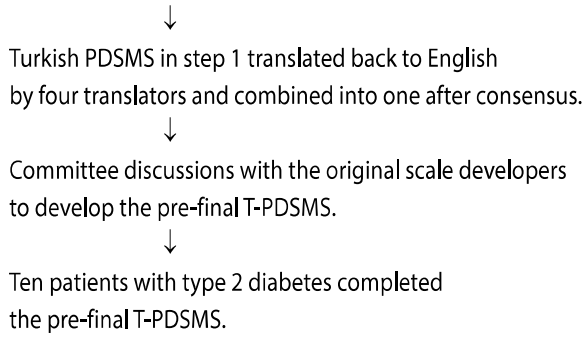 ↓
Turkish PDSMS in step 1 translated back to English
by four translators and combined into one after consensus.
↓
Committee discussions with the original scale developers
to develop the pre-final T-PDSMS.
↓
Ten patients with type 2 diabetes completed
the pre-final T-PDSMS.